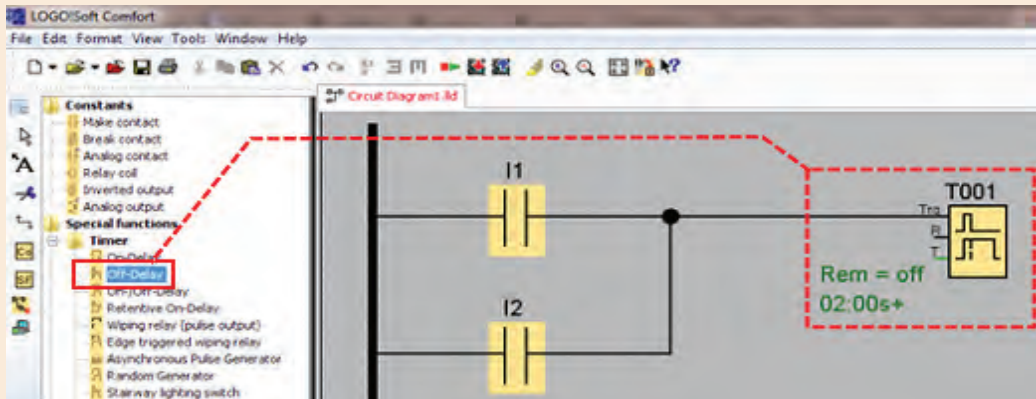 LOGO!Soft Comfort
File Edit Format View Tools Window Help
Circuit Diagram1.lld
Constants
Make contact
Break contact
Analog contact
Relay coil
Inverted output
Analog output
Special functions
Timer
On-Delay
Off-Delay
On-/Off-Delay
Retentive On-Delay
Wiping relay (pulse output)
Edge triggered wiping relay
Asynchronous Pulse Generator
Random Generator
Stairway lighting switch
I1
I2
T001
Trg
R
T
Rem = off
02:00s+